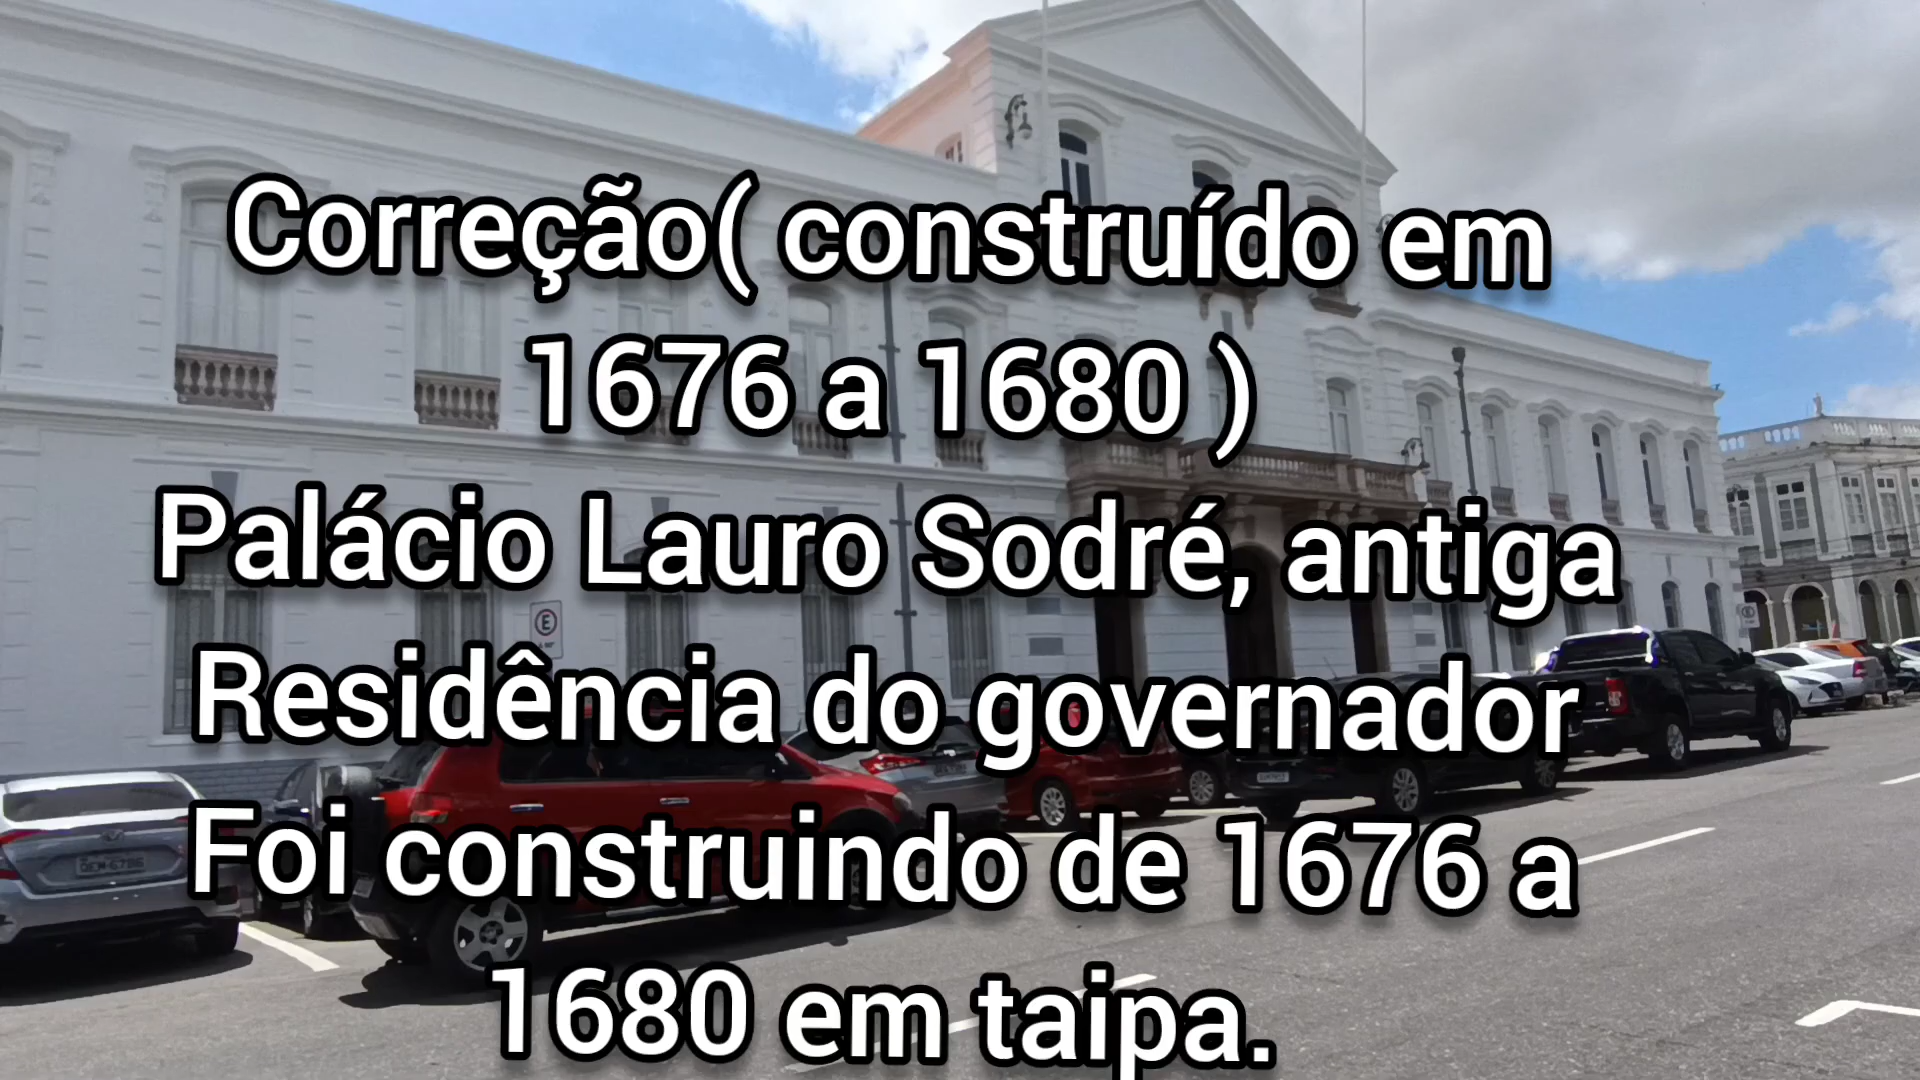 Correção( construído em
1676 a 1680 )
Palácio Lauro Sodré, antiga
Residência do governador
Foi construindo de 1676 a
1680 em taipa.
E